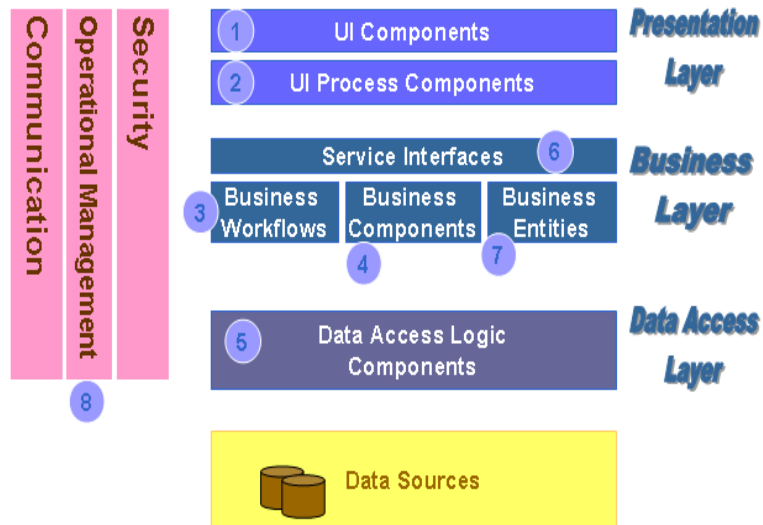 Communication
Operational Management
Security
8
1
UI Components
2
UI Process Components
Presentation
Layer
Service Interfaces
6
3
Business
Workflows
Business
Components
4
Business
Entities
7
Business
Layer
5
Data Access Logic
Components
Data Access
Layer
Data Sources